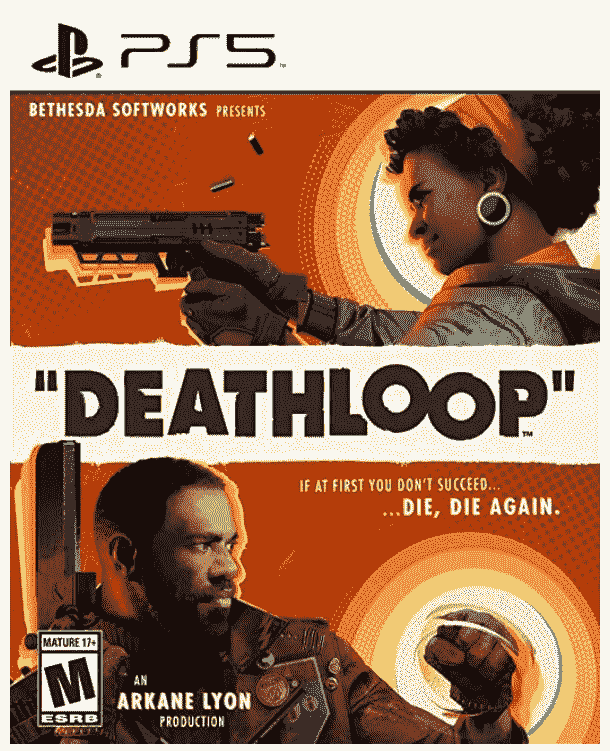 PS5
BETHESDA SOFTWORKS PRESENTS
"DEATHLOOP"
TM
IF AT FIRST YOU DON'T SUCCEED...
...DIE, DIE AGAIN.
MATURE 17+
M
ESRB
AN
ARKANE LYON
PRODUCTION